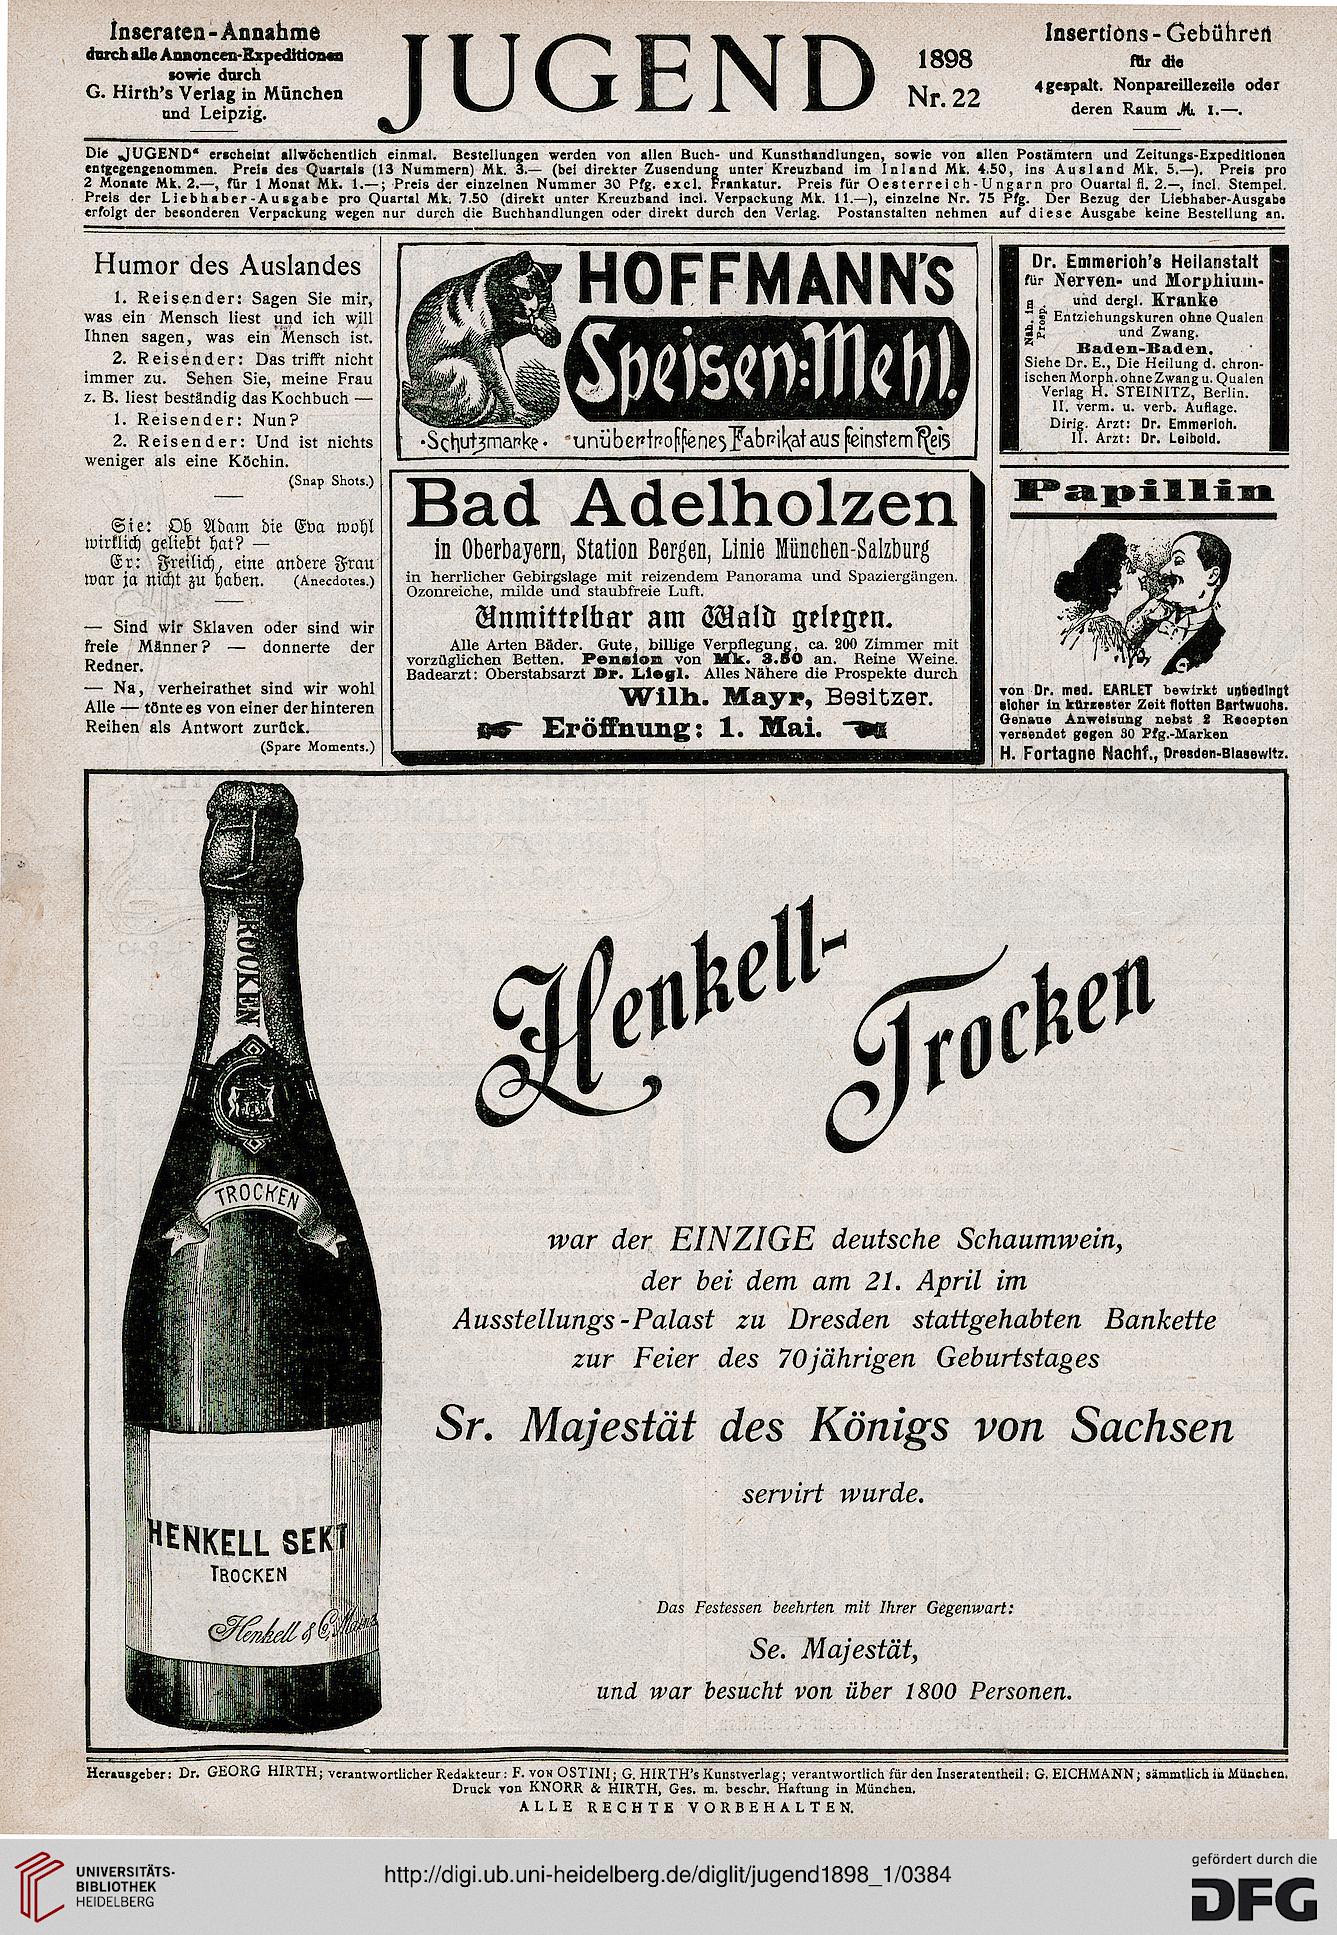 Inseraten-Annahme
durch alle Annoncen-Expeditionen
sowie durch
G. Hirth's Verlag in München
und Leipzig.
JUGEND
1898
Nr. 22
Insertions-Gebühren
für die
4gespalt. Nonpareillezeile oder
deren Raum M. 1.—.
Die „JUGEND“ erscheint allwöchentlich einmal. Bestellungen werden von allen Buch- und Kunsthandlungen, sowie von allen Postämtern und Zeitungs-Expeditionen
entgegengenommen. Preis des Quartals (13 Nummern) Mk. 3.— (bei direkter Zusendung unter Kreuzband im Inland Mk. 4.50, ins Ausland Mk. 5.—). Preis pro
2 Monate Mk. 2.—, für 1 Monat Mk. 1.—; Preis der einzelnen Nummer 30 Pfg. excl. Frankatur. Preis für Oesterreich-Ungarn pro Quartal fl. 2.—, incl. Stempel.
Preis der Liebhaber-Ausgabe pro Quartal Mk. 7.50 (direkt unter Kreuzband incl. Verpackung Mk. 11.—), einzelne Nr. 75 Pfg. Der Bezug der Liebhaber-Ausgabe
erfolgt der besonderen Verpackung wegen nur durch die Buchhandlungen oder direkt durch den Verlag. Postanstalten nehmen auf diese Ausgabe keine Bestellung an.
Humor des Auslandes
1. Reisender: Sagen Sie mir,
was ein Mensch liest und ich will
Ihnen sagen, was ein Mensch ist.
2. Reisender: Das trifft nicht
immer zu. Sehen Sie, meine Frau
z. B. liest beständig das Kochbuch —
1. Reisender: Nun?
2. Reisender: Und ist nichts
weniger als eine Köchin.
(Snap Shots.)
Sie: Ob Adam die Eva wohl
wirklich geliebt hat? —
Er: Freilich, eine andere Frau
war ja nicht zu haben. (Anecdotes.)
— Sind wir Sklaven oder sind wir
freie Männer? — donnerte der
Redner.
— Na, verheirathet sind wir wohl
Alle — tönte es von einer der hinteren
Reihen als Antwort zurück.
(Spare Moments.)
HOFFMANN'S
Speisen-Mehl.
·Schutzmarke· unübertroffenes Fabrikat aus feinstem Reis
Bad Adelholzen
in Oberbayern, Station Bergen, Linie München-Salzburg
in herrlicher Gebirgslage mit reizendem Panorama und Spaziergängen.
Ozonreiche, milde und staubfreie Luft.
Unmittelbar am Wald gelegen.
Alle Arten Bäder. Gute, billige Verpflegung, ca. 200 Zimmer mit
vorzüglichen Betten. Pension von Mk. 3.80 an. Reine Weine.
Badearzt: Oberstabsarzt Dr. Liegl. Alles Nähere die Prospekte durch
Wilh. Mayr, Besitzer.
Eröffnung: 1. Mai.
Dr. Emmerich's Heilanstalt
für Nerven- und Morphium-
und dergl. Kranke
Entziehungskuren ohne Qualen
und Zwang.
Näh. im
Prosp.
Baden-Baden.
Siehe Dr. E., Die Heilung d. chron-
ischen Morph. ohne Zwang u. Qualen
Verlag H. STEINITZ, Berlin.
II. verm. u. verb. Auflage.
Dirig. Arzt: Dr. Emmerich.
II. Arzt: Dr. Leibold.
Papillin
von Dr. med. EARLET bewirkt unbedingt
sicher in kürzester Zeit flotten Bartwuchs.
Genaue Anweisung nebst 2 Recepten
versendet gegen 30 Pfg.-Marken
H. Fortagne Nachf., Dresden-Blasewitz.
TROCKEN
H H
TROCKEN
HENKELL SEKT
TROCKEN
Henkell & Co, Mainz
Henkell-
Trocken
war der EINZIGE deutsche Schaumwein,
der bei dem am 21. April im
Ausstellungs-Palast zu Dresden stattgehabten Bankette
zur Feier des 70jährigen Geburtstages
Sr. Majestät des Königs von Sachsen
servirt wurde.
Das Festessen beehrten mit Ihrer Gegenwart:
Se. Majestät,
und war besucht von über 1800 Personen.
Herausgeber: Dr. GEORG HIRTH; verantwortlicher Redakteur: F. VON OSTINI; G. HIRTH's Kunstverlag; verantwortlich für den Inseratentheil: G. EICHMANN; sämmtlich in München.
Druck von KNORR & HIRTH, Ges. m. beschr. Haftung in München.
ALLE RECHTE VORBEHALTEN.
UNIVERSITÄTS-
BIBLIOTHEK
HEIDELBERG
http://digi.ub.uni-heidelberg.de/diglit/jugend1898_1/0384
gefördert durch die
DFG